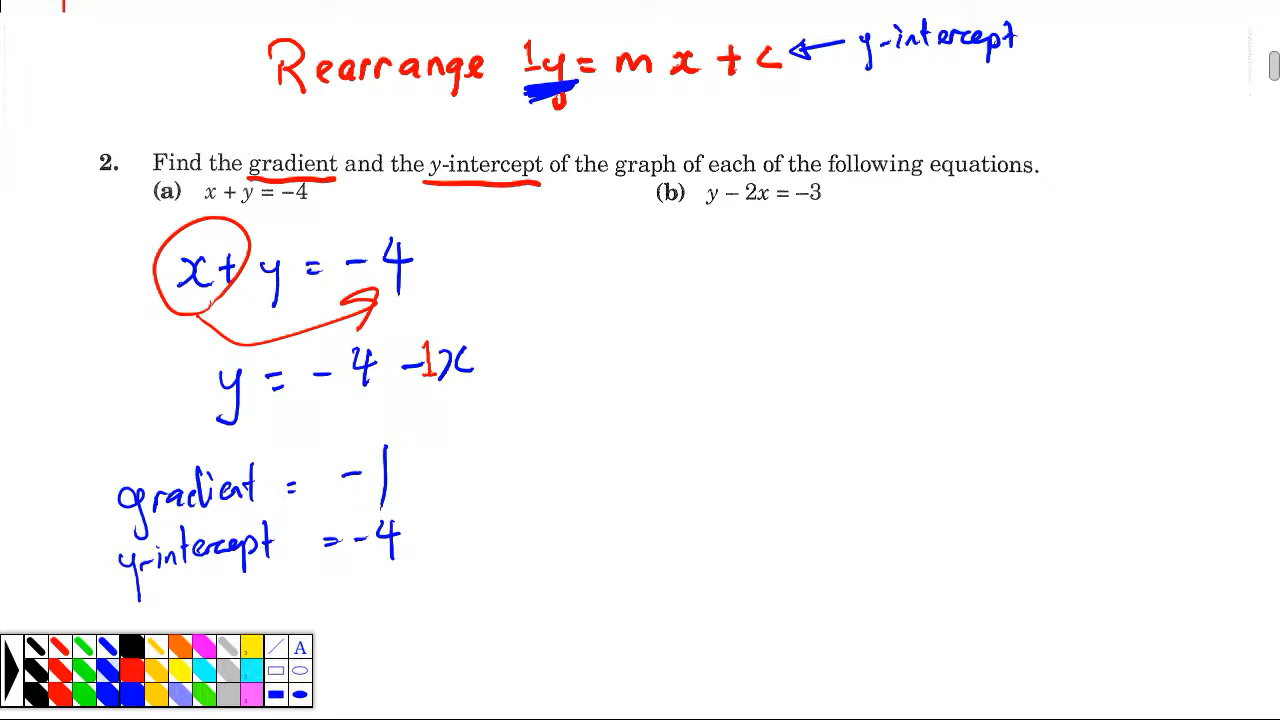 Rearrange 1y = mx + c ← y-intercept
2. Find the gradient and the y-intercept of the graph of each of the following equations.
(a) x + y = −4 (b) y − 2x = −3
x + y = - 4
y = - 4 - 1x
gradient = - 1
y-intercept = - 4
A